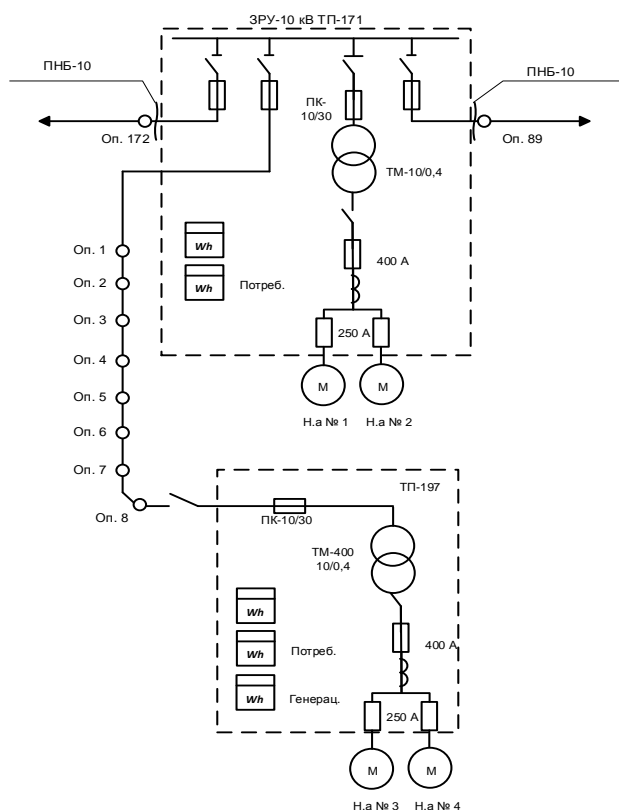 ЗРУ-10 кВ ТП-171
ПНБ-10
ПНБ-10
ПК-
10/30
Оп. 172
Оп. 89
ТМ-10/0,4
Wh
400 А
Wh
Потреб.
Оп. 1
Оп. 2
Оп. 3
Оп. 4
Оп. 5
Оп. 6
Оп. 7
Оп. 8
250 А
М
М
Н.а № 1
Н.а № 2
ТП-197
ПК-10/30
ТМ-400
10/0,4
Wh
400 А
Wh
Потреб.
Wh
Генерац.
250 А
М
М
Н.а № 3
Н.а № 4